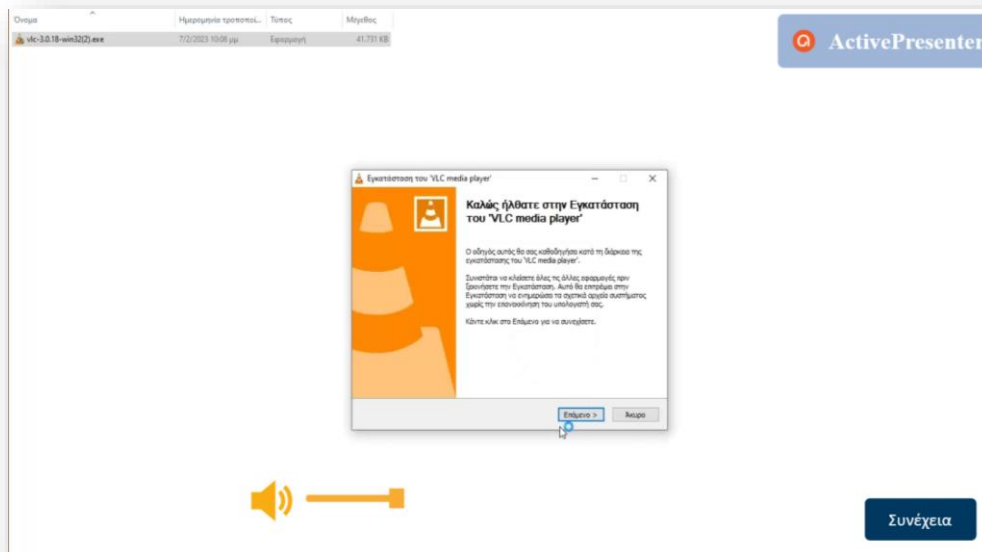 Όνομα Ημερομηνία τροποποί... Τύπος Μέγεθος
vlc-3.0.18-win32(2).exe 7/2/2023 10:08 μμ Εφαρμογή 41.731 KB
ActivePresenter
Εγκατάσταση του 'VLC media player'
Καλώς ήλθατε στην Εγκατάσταση
του 'VLC media player'
Ο οδηγός αυτός θα σας καθοδηγήσει κατά τη διάρκεια της
εγκατάστασης του 'VLC media player'.
Συνιστάται να κλείσετε όλες τις άλλες εφαρμογές πριν
ξεκινήσετε την Εγκατάσταση. Αυτό θα επιτρέψει στην
Εγκατάσταση να ενημερώσει τα σχετικά αρχεία συστήματος
χωρίς την επανεκκίνηση του υπολογιστή σας.
Κάντε κλικ στο Επόμενο για να συνεχίσετε.
Επόμενο > Άκυρο
Συνέχεια